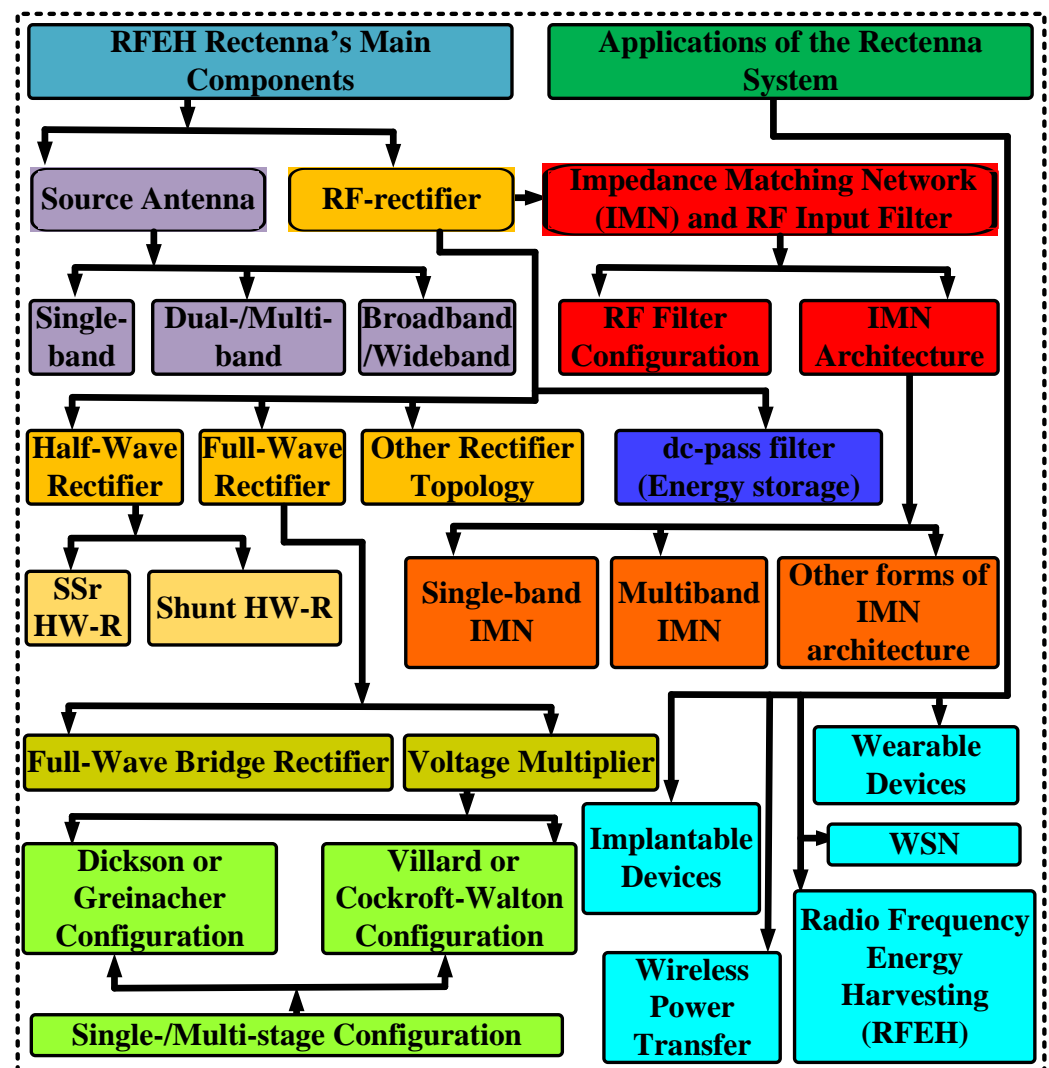 RFEH Rectenna's Main
Components
Applications of the Rectenna
System
Source Antenna
RF-rectifier
Impedance Matching Network
(IMN) and RF Input Filter
Single-
band
Dual-/Multi-
band
Broadband
/Wideband
RF Filter
Configuration
IMN
Architecture
Half-Wave
Rectifier
Full-Wave
Rectifier
Other Rectifier
Topology
dc-pass filter
(Energy storage)
SSr
HW-R
Shunt HW-R
Single-band
IMN
Multiband
IMN
Other forms of
IMN
architecture
Full-Wave Bridge Rectifier
Voltage Multiplier
Wearable
Devices
Implantable
Devices
WSN
Dickson or
Greinacher
Configuration
Villard or
Cockroft-Walton
Configuration
Wireless
Power
Transfer
Radio Frequency
Energy
Harvesting
(RFEH)
Single-/Multi-stage Configuration